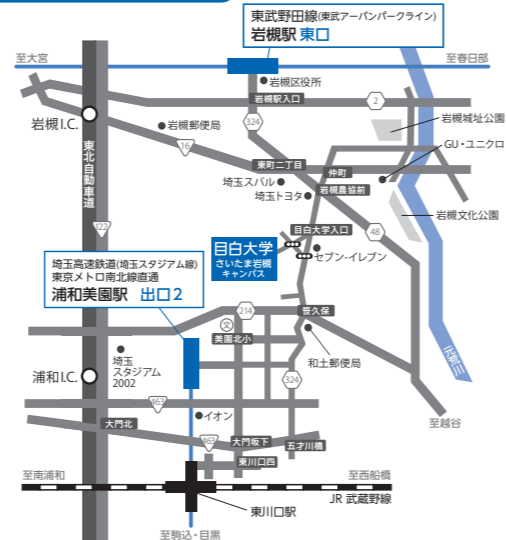 東武野田線(東武アーバンパークライン)
岩槻駅 東口
至大宮
至春日部
岩槻区役所
岩槻駅入口
2
岩槻I.C.
岩槻郵便局
324
岩槻城址公園
16
GU・ユニクロ
東北自動車道
東町二丁目
仲町
埼玉スバル
岩槻農協前
埼玉トヨタ
岩槻文化公園
122
目白大学入口
48
目白大学
さいたま岩槻
キャンパス
セブン-イレブン
埼玉高速鉄道(埼玉スタジアム線)
東京メトロ南北線直通
浦和美園駅 出口2
214
笹久保
文
美園北小
和土郵便局
埼玉
スタジアム
2002
元荒川
浦和I.C.
324
463
イオン
至越谷
大門北
463
大門坂下
五才川橋
東川口四
至南浦和
至西船橋
JR 武蔵野線
東川口駅
至駒込・目黒